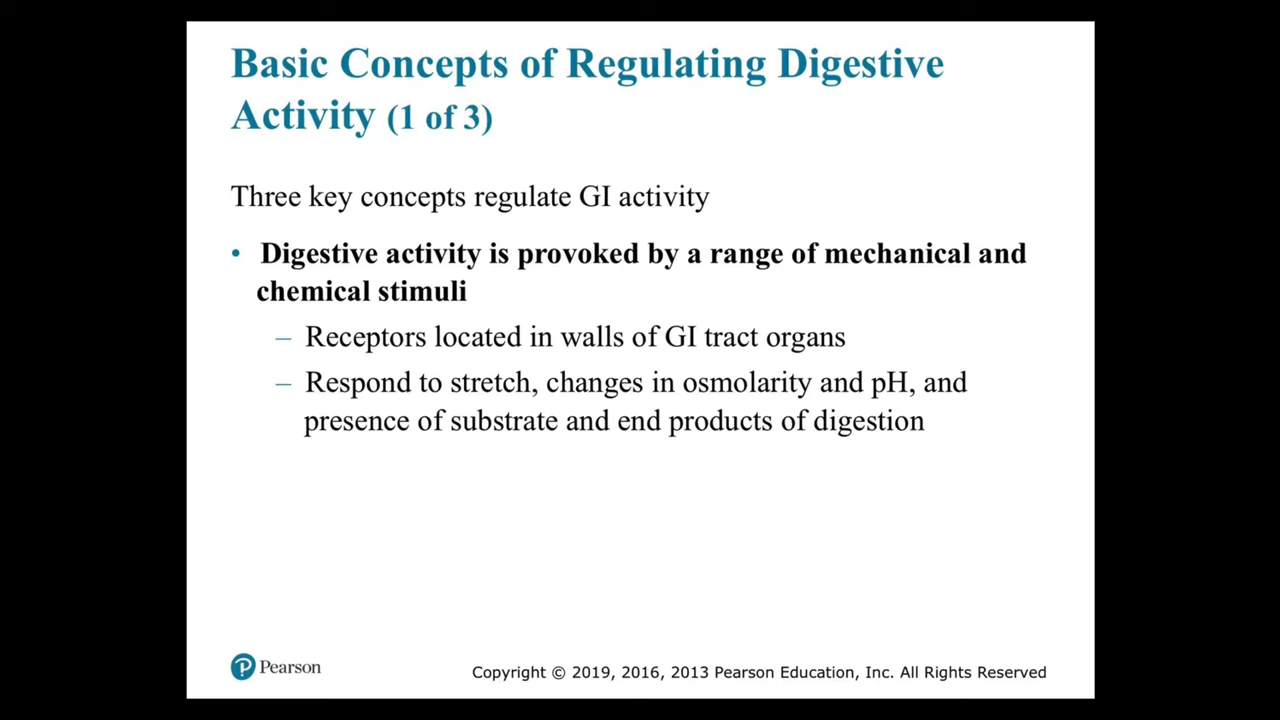 Basic Concepts of Regulating Digestive
Activity (1 of 3)
Three key concepts regulate GI activity
• Digestive activity is provoked by a range of mechanical and
chemical stimuli
– Receptors located in walls of GI tract organs
– Respond to stretch, changes in osmolarity and pH, and
presence of substrate and end products of digestion
P Pearson
Copyright © 2019, 2016, 2013 Pearson Education, Inc. All Rights Reserved